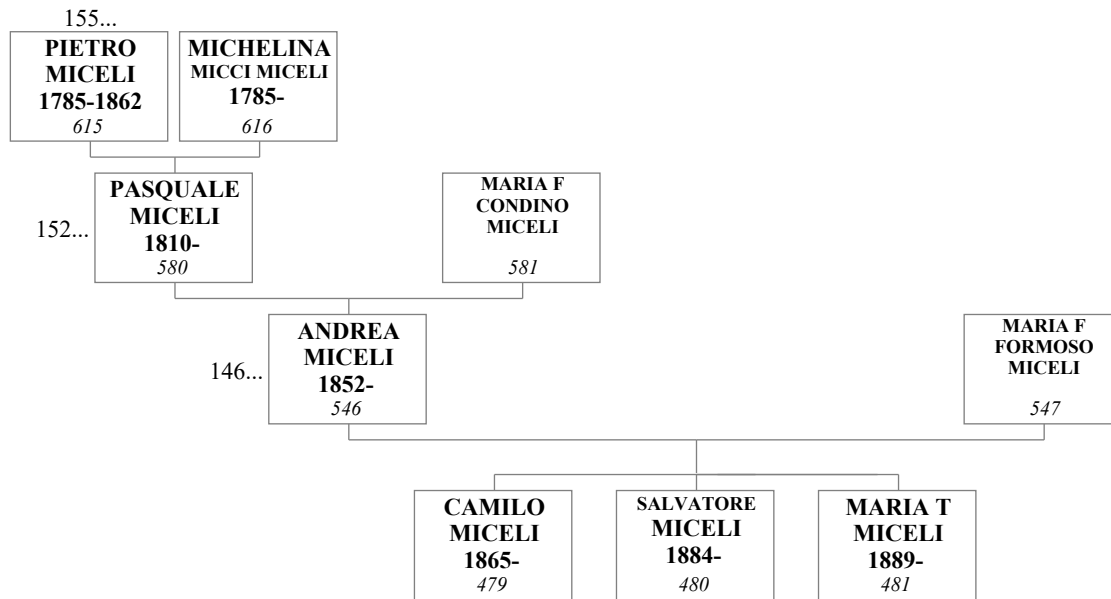 155...
PIETRO
MICELI
1785-1862
615
MICHELINA
MICCI MICELI
1785-
616
152...
PASQUALE
MICELI
1810-
580
MARIA F
CONDINO
MICELI
581
146...
ANDREA
MICELI
1852-
546
MARIA F
FORMOSO
MICELI
547
CAMILO
MICELI
1865-
479
SALVATORE
MICELI
1884-
480
MARIA T
MICELI
1889-
481